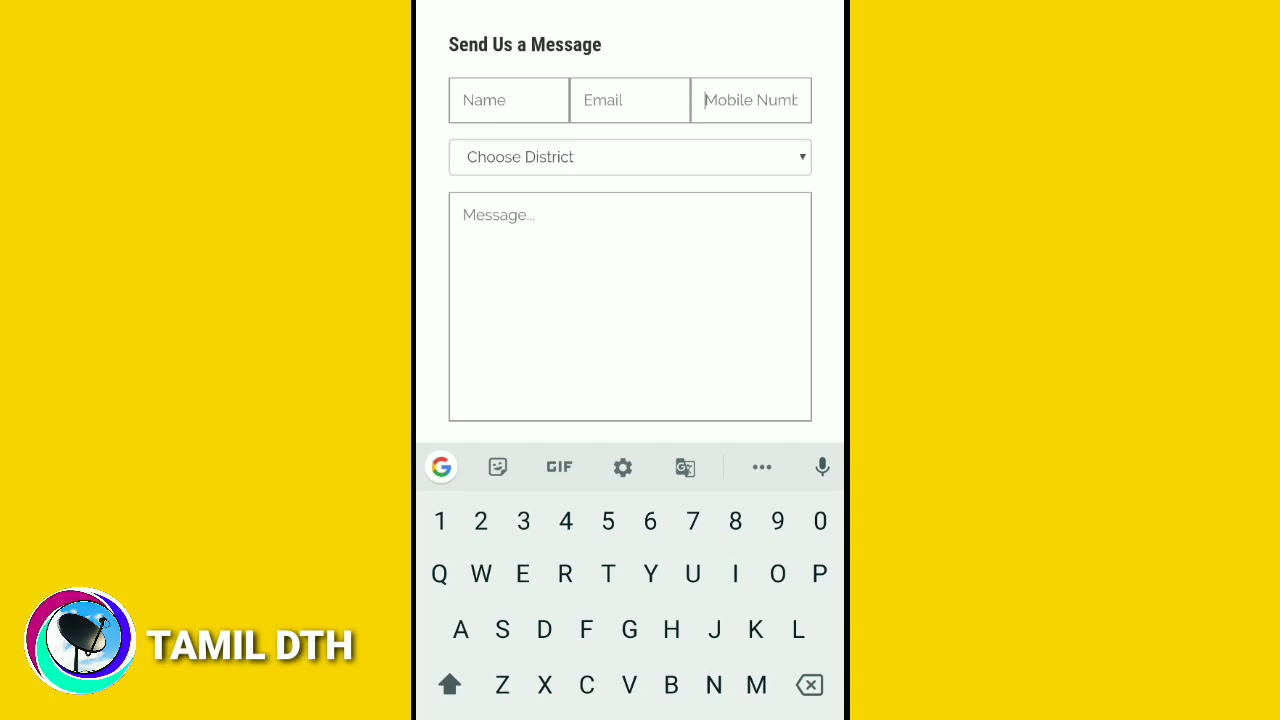 Send Us a Message
Name Email Mobile Numb
Choose District
Message...
GIF
1 2 3 4 5 6 7 8 9 0
Q W E R T Y U I O P
A S D F G H J K L
Z X C V B N M
TAMIL DTH